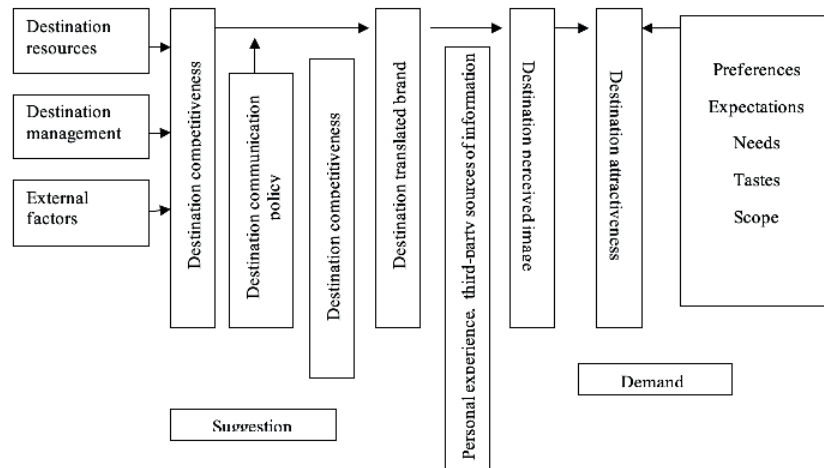 Destination
resources
Destination
management
External
factors
Destination competitiveness
Destination communication
policy
Destination competitiveness
Destination translated brand
Personal experience, third-party sources of information
Destination perceived image
Destination attractiveness
Preferences
Expectations
Needs
Tastes
Scope
Suggestion
Demand